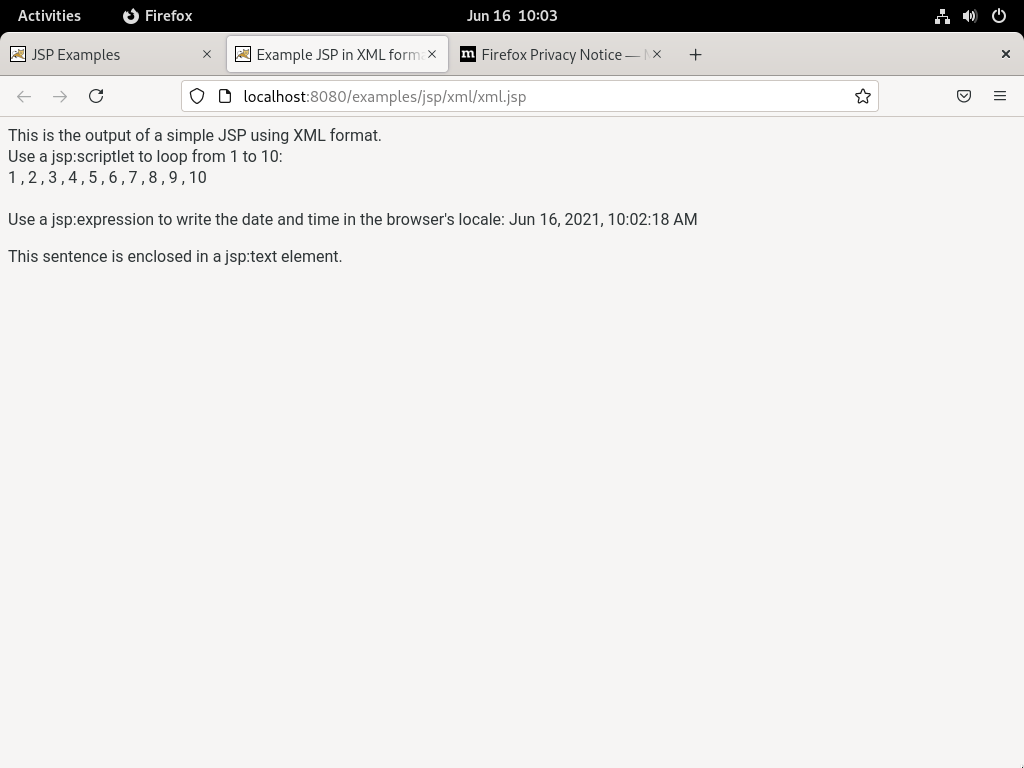 Activities Firefox Jun 16 10:03
JSP Examples Example JSP in XML form Firefox Privacy Notice —
localhost:8080/examples/jsp/xml/xml.jsp
This is the output of a simple JSP using XML format.
Use a jsp:scriptlet to loop from 1 to 10:
1 , 2 , 3 , 4 , 5 , 6 , 7 , 8 , 9 , 10
Use a jsp:expression to write the date and time in the browser's locale: Jun 16, 2021, 10:02:18 AM
This sentence is enclosed in a jsp:text element.